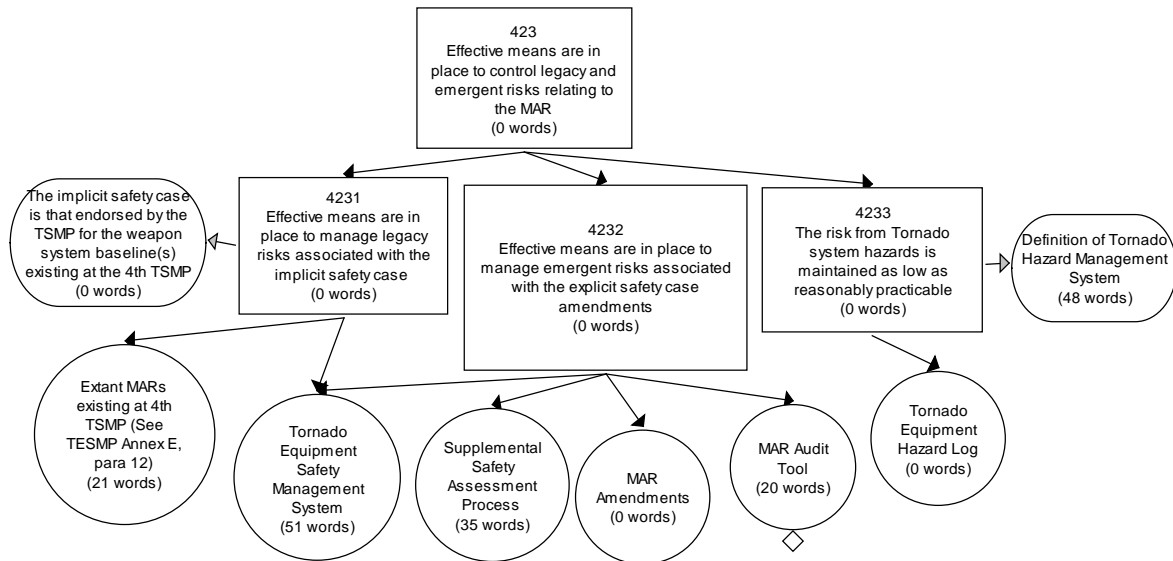 423
Effective means are in
place to control legacy and
emergent risks relating to
the MAR
(0 words)
The implicit safety case
is that endorsed by the
TSMP for the weapon
system baseline(s)
existing at the 4th TSMP
(0 words)
4231
Effective means are in
place to manage legacy
risks associated with the
implicit safety case
(0 words)
4232
Effective means are in place to
manage emergent risks associated
with the explicit safety case
amendments
(0 words)
4233
The risk from Tornado
system hazards is
maintained as low as
reasonably practicable
(0 words)
Definition of Tornado
Hazard Management
System
(48 words)
Extant MARs
existing at 4th
TSMP (See
TESMP Annex E,
para 12)
(21 words)
Tornado
Equipment
Safety
Management
System
(51 words)
Supplemental
Safety
Assessment
Process
(35 words)
MAR
Amendments
(0 words)
MAR Audit
Tool
(20 words)
Tornado
Equipment
Hazard Log
(0 words)